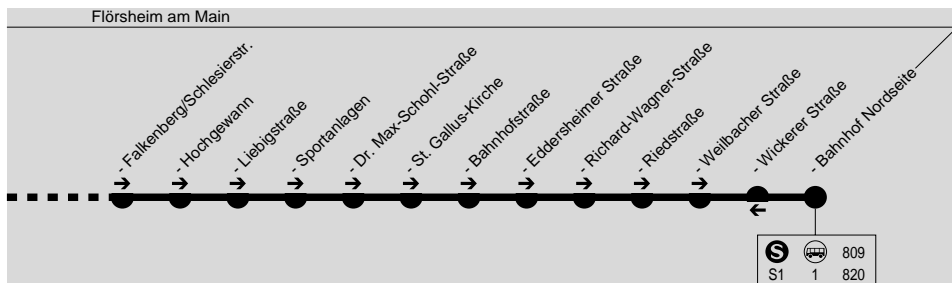 Flörsheim am Main
- Falkenberg/Schlesierstr.
- Hochgewann
- Liebigstraße
- Sportanlagen
- Dr. Max-Schohl-Straße
- St. Gallus-Kirche
- Bahnhofstraße
- Eddersheimer Straße
- Richard-Wagner-Straße
- Riedstraße
- Weilbacher Straße
- Wickerer Straße
- Bahnhof Nordseite
S 809
S1 1 820